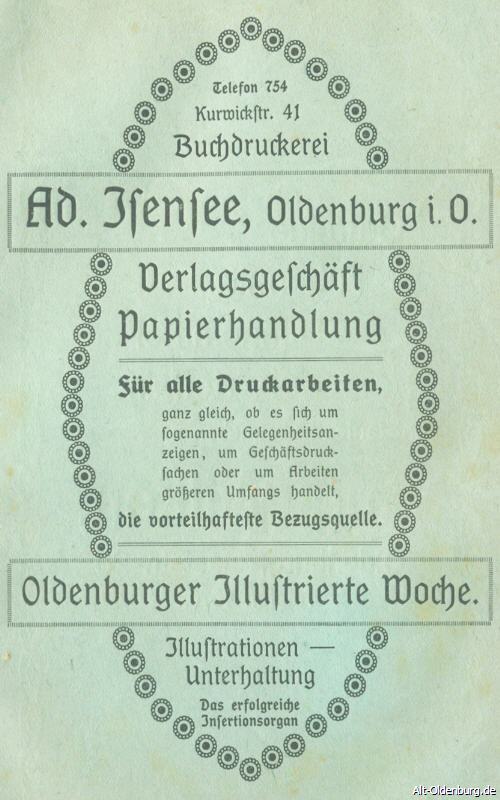 Telefon 754
Kurwickſtr. 41
Buchdruckerei
Ad. Iſenſee, Oldenburg i. O.
Verlagsgeſchäft
Papierhandlung
Für alle Druckarbeiten,
ganz gleich, ob es ſich um
ſogenannte Gelegenheitsan-
zeigen, um Geſchäftsdruck-
ſachen oder um Arbeiten
größeren Umfangs handelt,
die vorteilhafteſte Bezugsquelle.
Oldenburger Illuſtrierte Woche.
Illuſtrationen —
Unterhaltung
Das erfolgreiche
Inſertionsorgan
Alt-Oldenburg.de